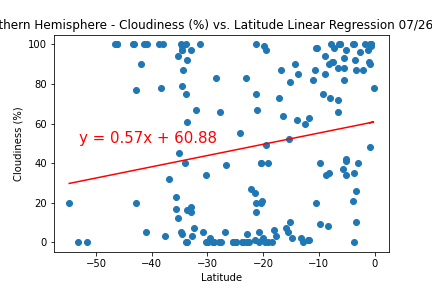 thern Hemisphere - Cloudiness (%) vs. Latitude Linear Regression 07/26
100
80
60
40
20
0
Cloudiness (%)
y = 0.57x + 60.88
−50 −40 −30 −20 −10 0
Latitude